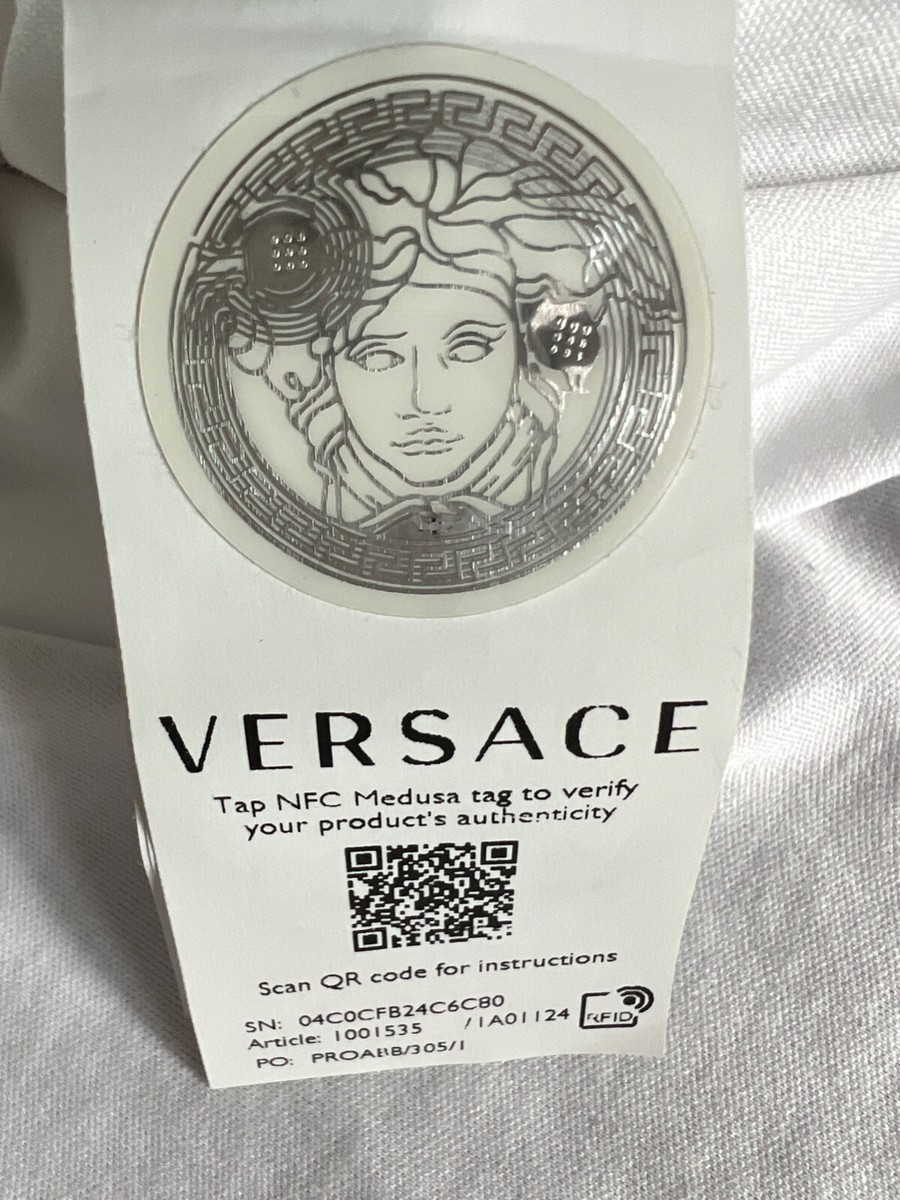 VERSACE
Tap NFC Medusa tag to verify
your product's authenticity
Scan QR code for instructions
SN: 04C0CFB24C6C80
Article: 1001535 /1A01124
RFID
PO: PROABB/305/1